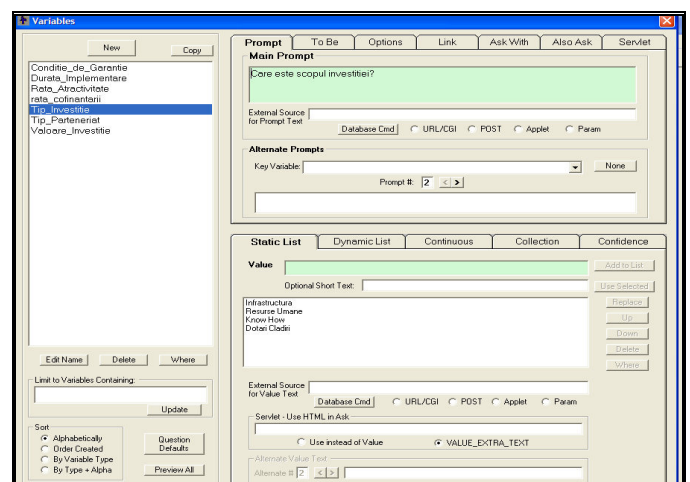 Variables
New Copy
Conditie_de_Garantie
Durata_Implementare
Rata_Atractivitate
rata_cofinantarii
Tip_Investitie
Tip_Parteneriat
Valoare_Investitie
Edit Name Delete Where
Limit to Variables Containing:
Update
Sort
Alphabetically
Order Created
By Variable Type
By Type + Alpha
Question Defaults
Preview All
Prompt To Be Options Link Ask With Also Ask Servlet
Main Prompt
Care este scopul investitiei?
External Source
for Prompt Text
Database Cmd URL/CGI POST Applet Param
Alternate Prompts
Key Variable: None
Prompt #: 2 < >
Static List Dynamic List Continuous Collection Confidence
Value Add to List
Optional Short Text: Use Selected
Infrastructura
Resurse Umane
Know How
Dotari Cladiri
Replace
Up
Down
Delete
Where
External Source
for Value Text
Database Cmd URL/CGI POST Applet Param
Servlet - Use HTML in Ask
Use instead of Value VALUE_EXTRA_TEXT
Alternate Value Text
Alternate # 2 < >